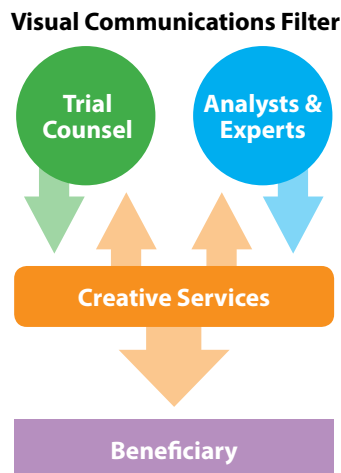 Visual Communications Filter
Trial
Counsel
Analysts &
Experts
Creative Services
Beneficiary